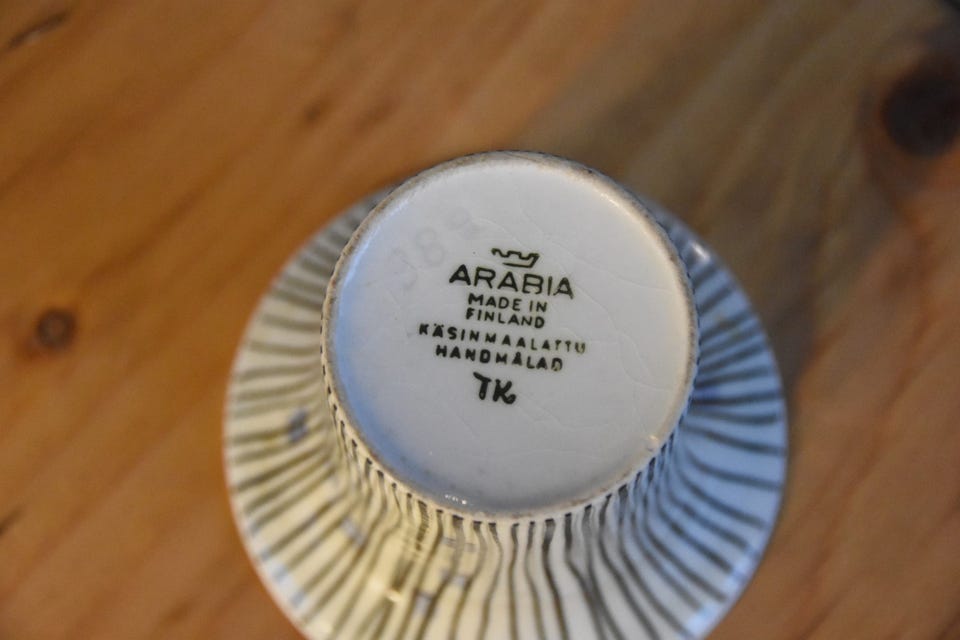 ARABIA
MADE IN
FINLAND
KÄSINMAALATTU
HANDMÅLAD
TK